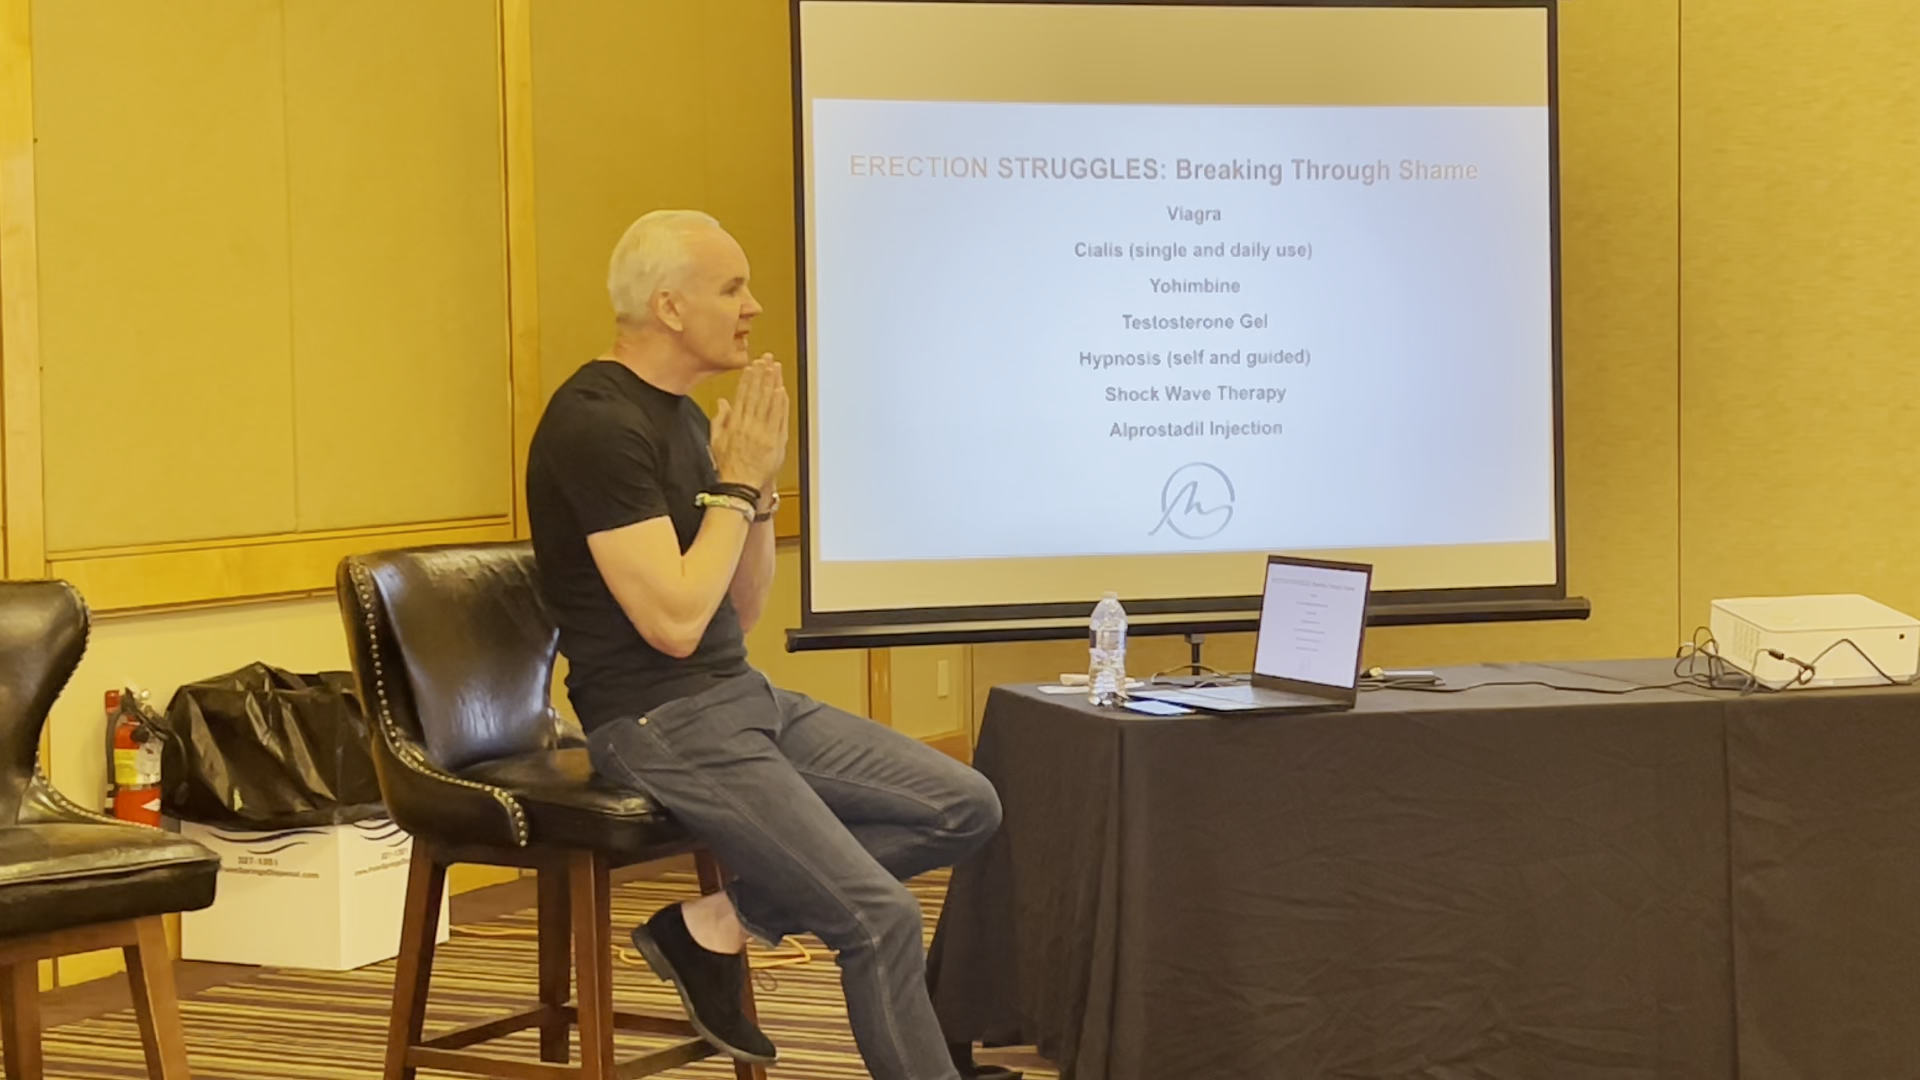 ERECTION STRUGGLES: Breaking Through Shame
Viagra
Cialis (single and daily use)
Yohimbine
Testosterone Gel
Hypnosis (self and guided)
Shock Wave Therapy
Alprostadil Injection